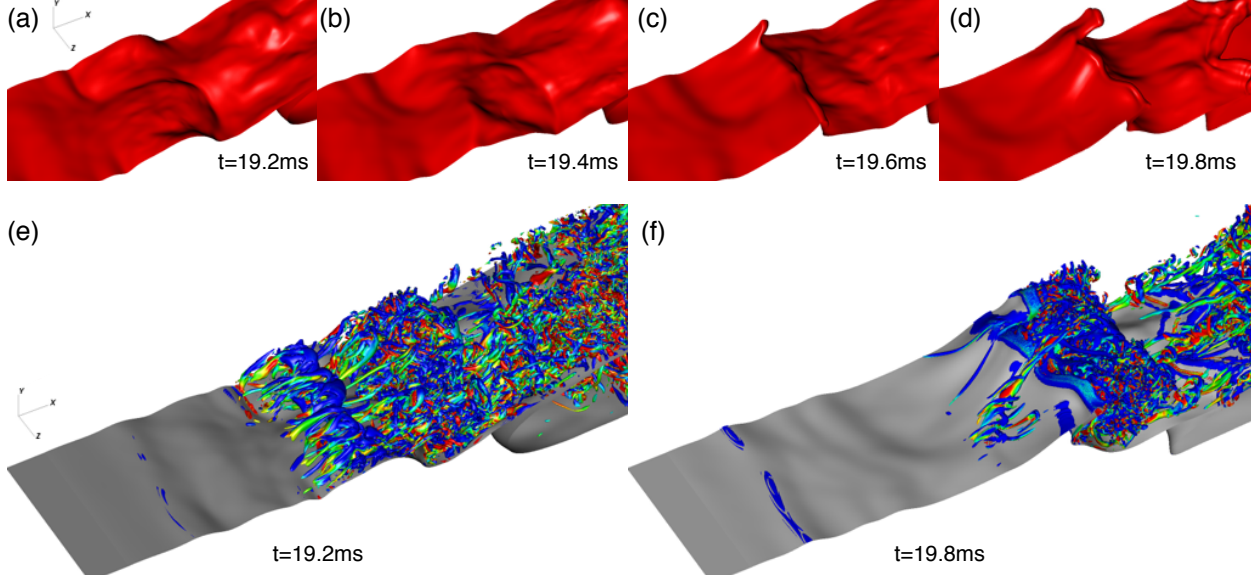 (a)
Y
X
Z
t=19.2ms
(b)
t=19.4ms
(c)
t=19.6ms
(d)
t=19.8ms
(e)
Y
X
Z
t=19.2ms
(f)
t=19.8ms